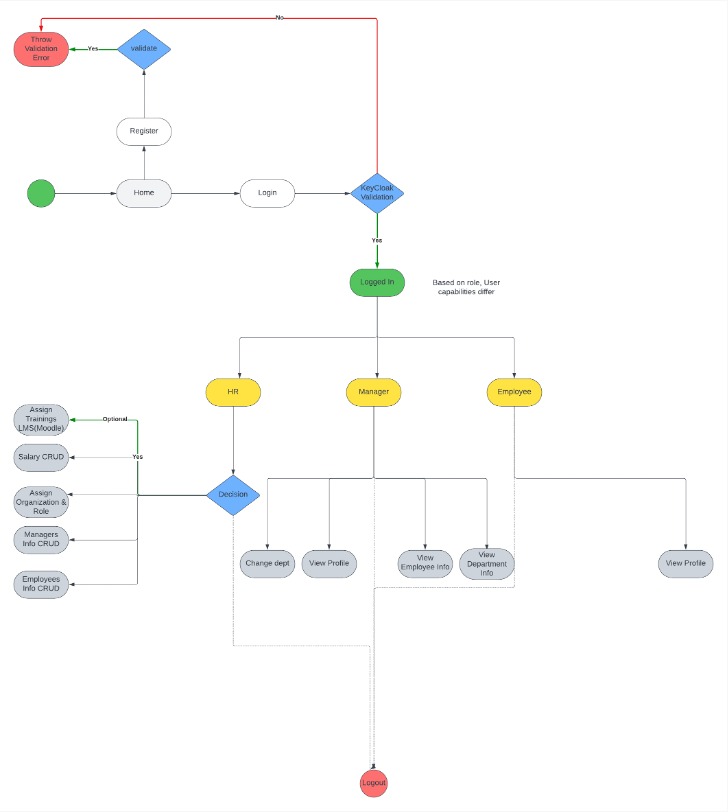 No
Throw
Validation
Error
Yes
validate
Register
Home
Login
KeyCloak
Validation
Yes
Logged In
Based on role, User
capabilities differ
HR
Manager
Employee
Assign
Trainings
LMS(Moodle)
Optional
Salary CRUD
Yes
Assign
Organization &
Role
Decision
Managers
Info CRUD
Employees
Info CRUD
Change dept
View Profile
View
Employee Info
View
Department
Info
View Profile
Logout